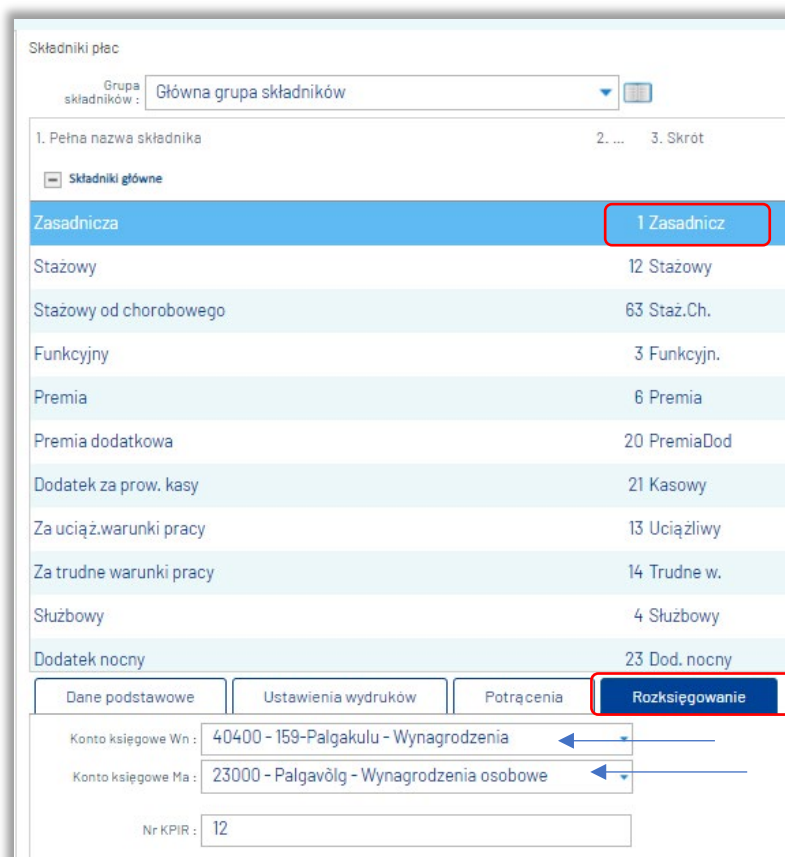 Składniki płac
Grupa składników : Główna grupa składników
1. Pełna nazwa składnika 2. ... 3. Skrót
Składniki główne
Zasadnicza 1 Zasadnicz
Stażowy 12 Stażowy
Stażowy od chorobowego 63 Staż.Ch.
Funkcyjny 3 Funkcyjn.
Premia 6 Premia
Premia dodatkowa 20 PremiaDod
Dodatek za prow. kasy 21 Kasowy
Za uciąż.warunki pracy 13 Uciążliwy
Za trudne warunki pracy 14 Trudne w.
Służbowy 4 Służbowy
Dodatek nocny 23 Dod. nocny
Dane podstawowe Ustawienia wydruków Potrącenia Rozksięgowanie
Konto księgowe Wn : 40400 - 159-Palgakulu - Wynagrodzenia
Konto księgowe Ma : 23000 - Palgavòlg - Wynagrodzenia osobowe
Nr KPIR : 12